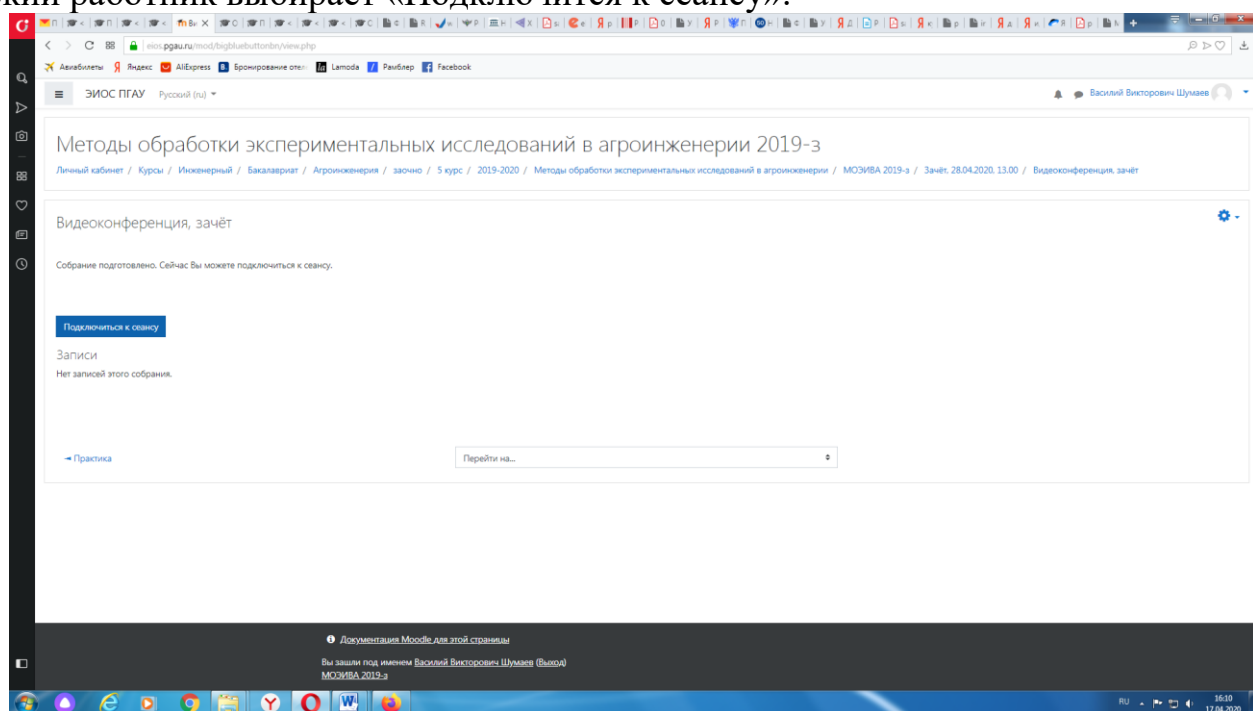 работник выбирает «Подключится к сеансу».
eios.pgau.ru/mod/bigbluebuttonbn/view.php
Авиабилеты Яндекс AliExpress Бронирование отел Lamoda Рамблер Facebook
ЭИОС ПГАУ Русский (ru) Василий Викторович Шумаев
Методы обработки экспериментальных исследований в агроинженерии 2019-з
Личный кабинет / Курсы / Инженерный / Бакалавриат / Агроинженерия / заочно / 5 курс / 2019-2020 / Методы обработки экспериментальных исследований в агроинженерии / МОЭИВА 2019-з / Зачёт. 28.04.2020. 13.00 / Видеоконференция, зачёт
Видеоконференция, зачёт
Собрание подготовлено. Сейчас Вы можете подключиться к сеансу.
Подключиться к сеансу
Записи
Нет записей этого собрания.
◄ Практика Перейти на...
Документация Moodle для этой страницы
Вы зашли под именем Василий Викторович Шумаев (Выход)
МОЭИВА 2019-з
RU 16:10
17.04.2020